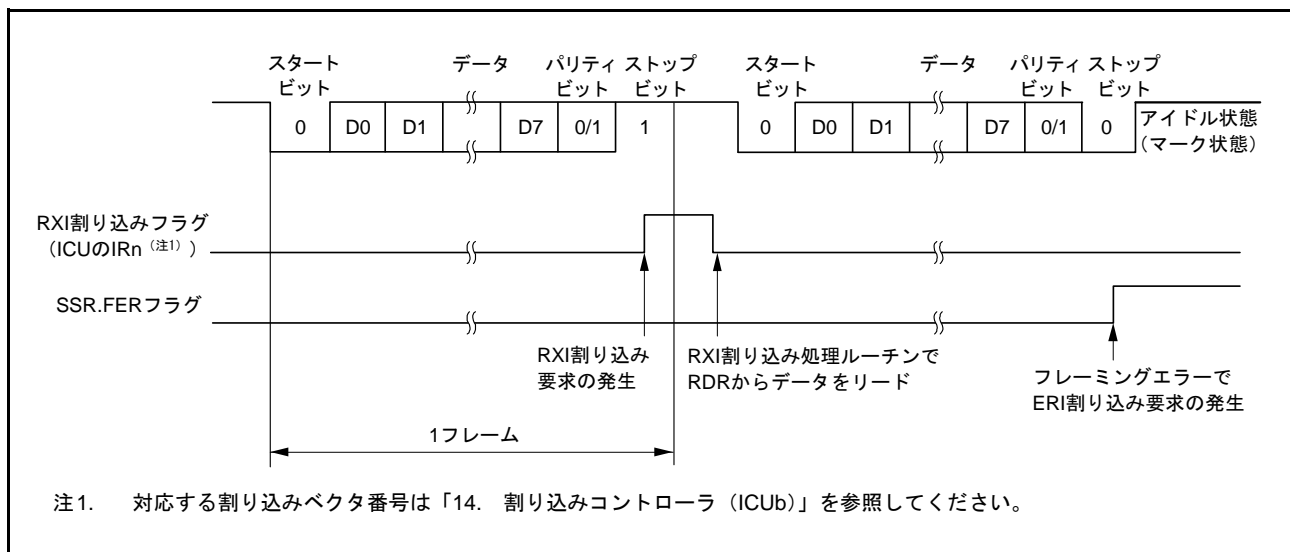 スタート
ビット
データ
パリティ
ビット
ストップ
ビット
スタート
ビット
データ
パリティ
ビット
ストップ
ビット
0 D0 D1 D7 0/1 1 0 D0 D1 D7 0/1 0
アイドル状態
(マーク状態)
RXI割り込みフラグ
(ICUのIRn (注1) )
SSR.FERフラグ
RXI割り込み
要求の発生
RXI割り込み処理ルーチンで
RDRからデータをリード
フレーミングエラーで
ERI割り込み要求の発生
1フレーム
注1. 対応する割り込みベクタ番号は「14. 割り込みコントローラ(ICUb)」を参照してください。